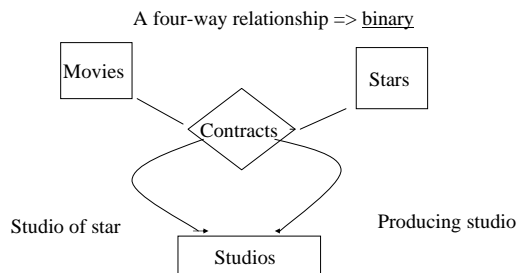 A four-way relationship => binary
Movies
Stars
Contracts
Studio of star
Producing studio
Studios